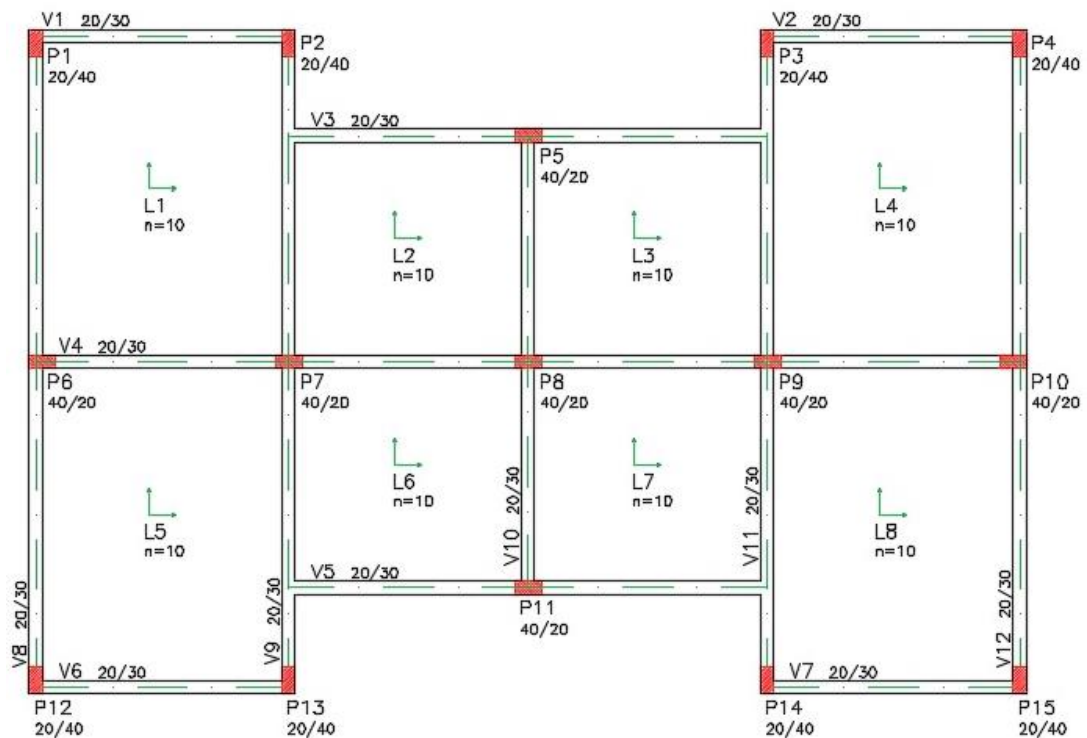 V1 20/30
V2 20/30
P1
20/40
P2
20/40
P3
20/40
P4
20/40
V3 20/30
P5
40/20
L1
n=10
L2
n=10
L3
n=10
L4
n=10
V4 20/30
P6
40/20
P7
40/20
P8
40/20
P9
40/20
P10
40/20
L5
n=10
L6
n=10
L7
n=10
L8
n=10
V10 20/30
V11 20/30
V5 20/30
P11
40/20
V8 20/30
V9 20/30
V12 20/30
V6 20/30
V7 20/30
P12
20/40
P13
20/40
P14
20/40
P15
20/40